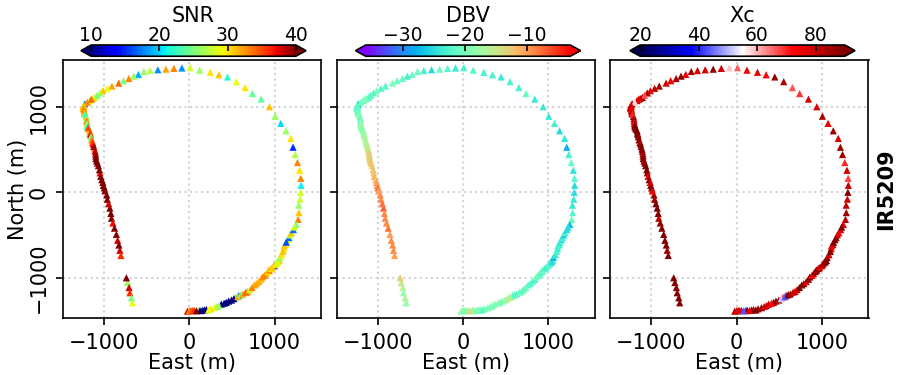 SNR DBV Xc
10 20 30 40 −30 −20 −10 20 40 60 80
1000
0
−1000
North (m)
IR5209
−1000 0 1000 −1000 0 1000 −1000 0 1000
East (m) East (m) East (m)